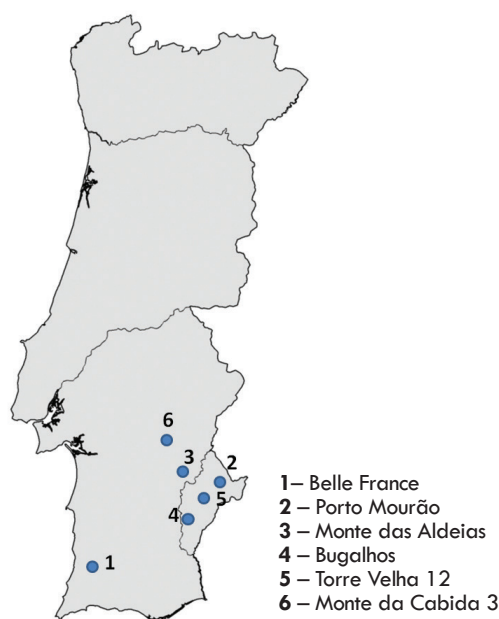 6
3
2
5
4
1
1– Belle France
2 – Porto Mourão
3 – Monte das Aldeias
4 – Bugalhos
5 – Torre Velha 12
6 – Monte da Cabida 3